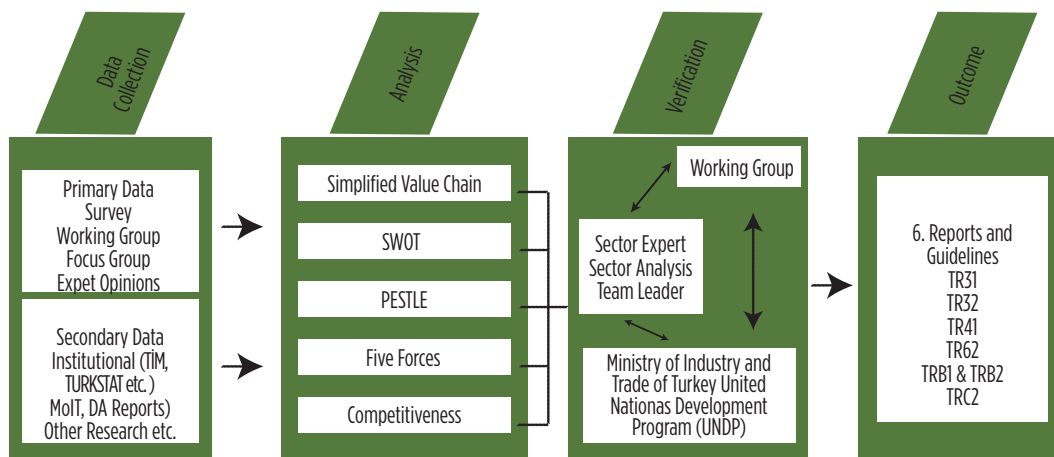 Data
Collection
Analysis
Verification
Outcome
Primary Data
Survey
Working Group
Focus Group
Expet Opinions
Secondary Data
Institutional (TİM,
TURKSTAT etc. )
MoIT, DA Reports)
Other Research etc.
Simplified Value Chain
SWOT
PESTLE
Five Forces
Competitiveness
Working Group
Sector Expert
Sector Analysis
Team Leader
Ministry of Industry and
Trade of Turkey United
Nationas Development
Program (UNDP)
6. Reports and
Guidelines
TR31
TR32
TR41
TR62
TRB1 & TRB2
TRC2